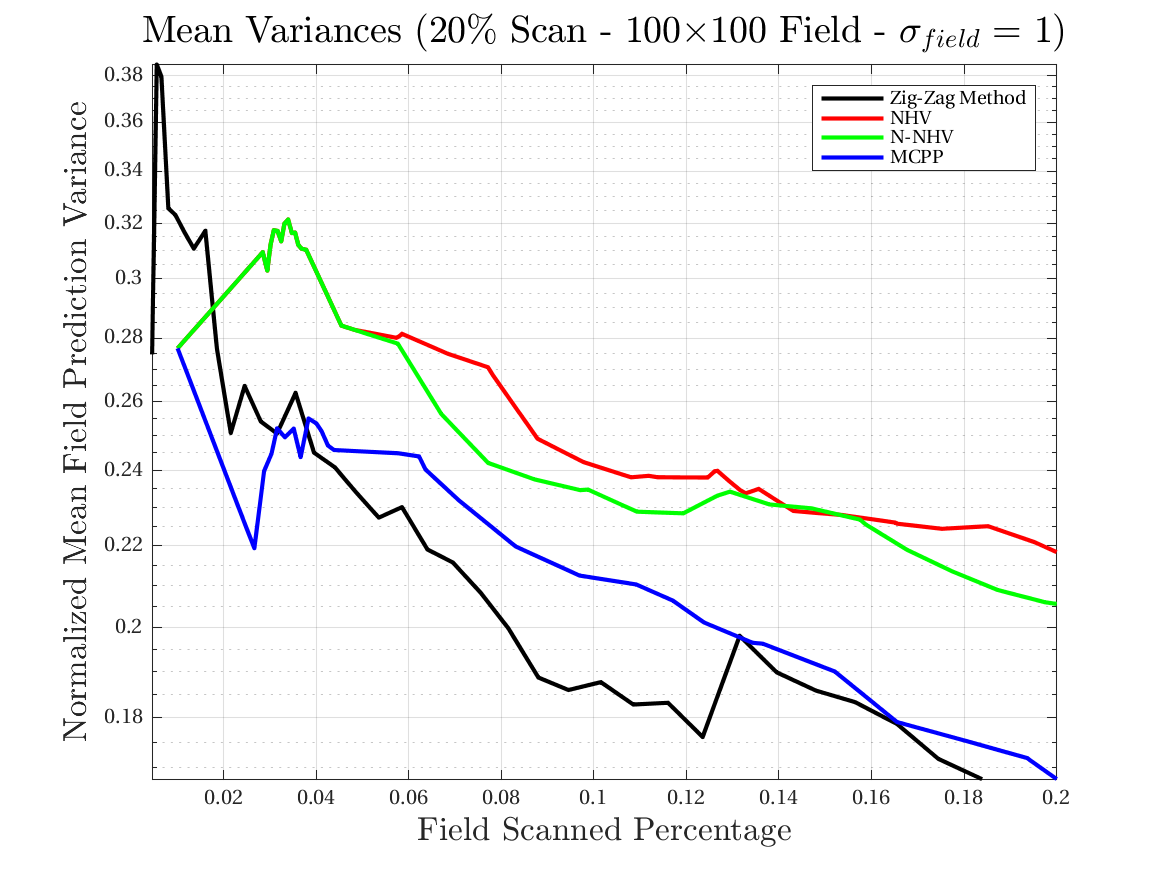 Mean Variances (20% Scan - 100×100 Field - σ_field = 1)
Normalized Mean Field Prediction Variance
0.38
0.36
0.34
0.32
0.3
0.28
0.26
0.24
0.22
0.2
0.18
Zig-Zag Method
NHV
N-NHV
MCPP
0.02 0.04 0.06 0.08 0.1 0.12 0.14 0.16 0.18 0.2
Field Scanned Percentage